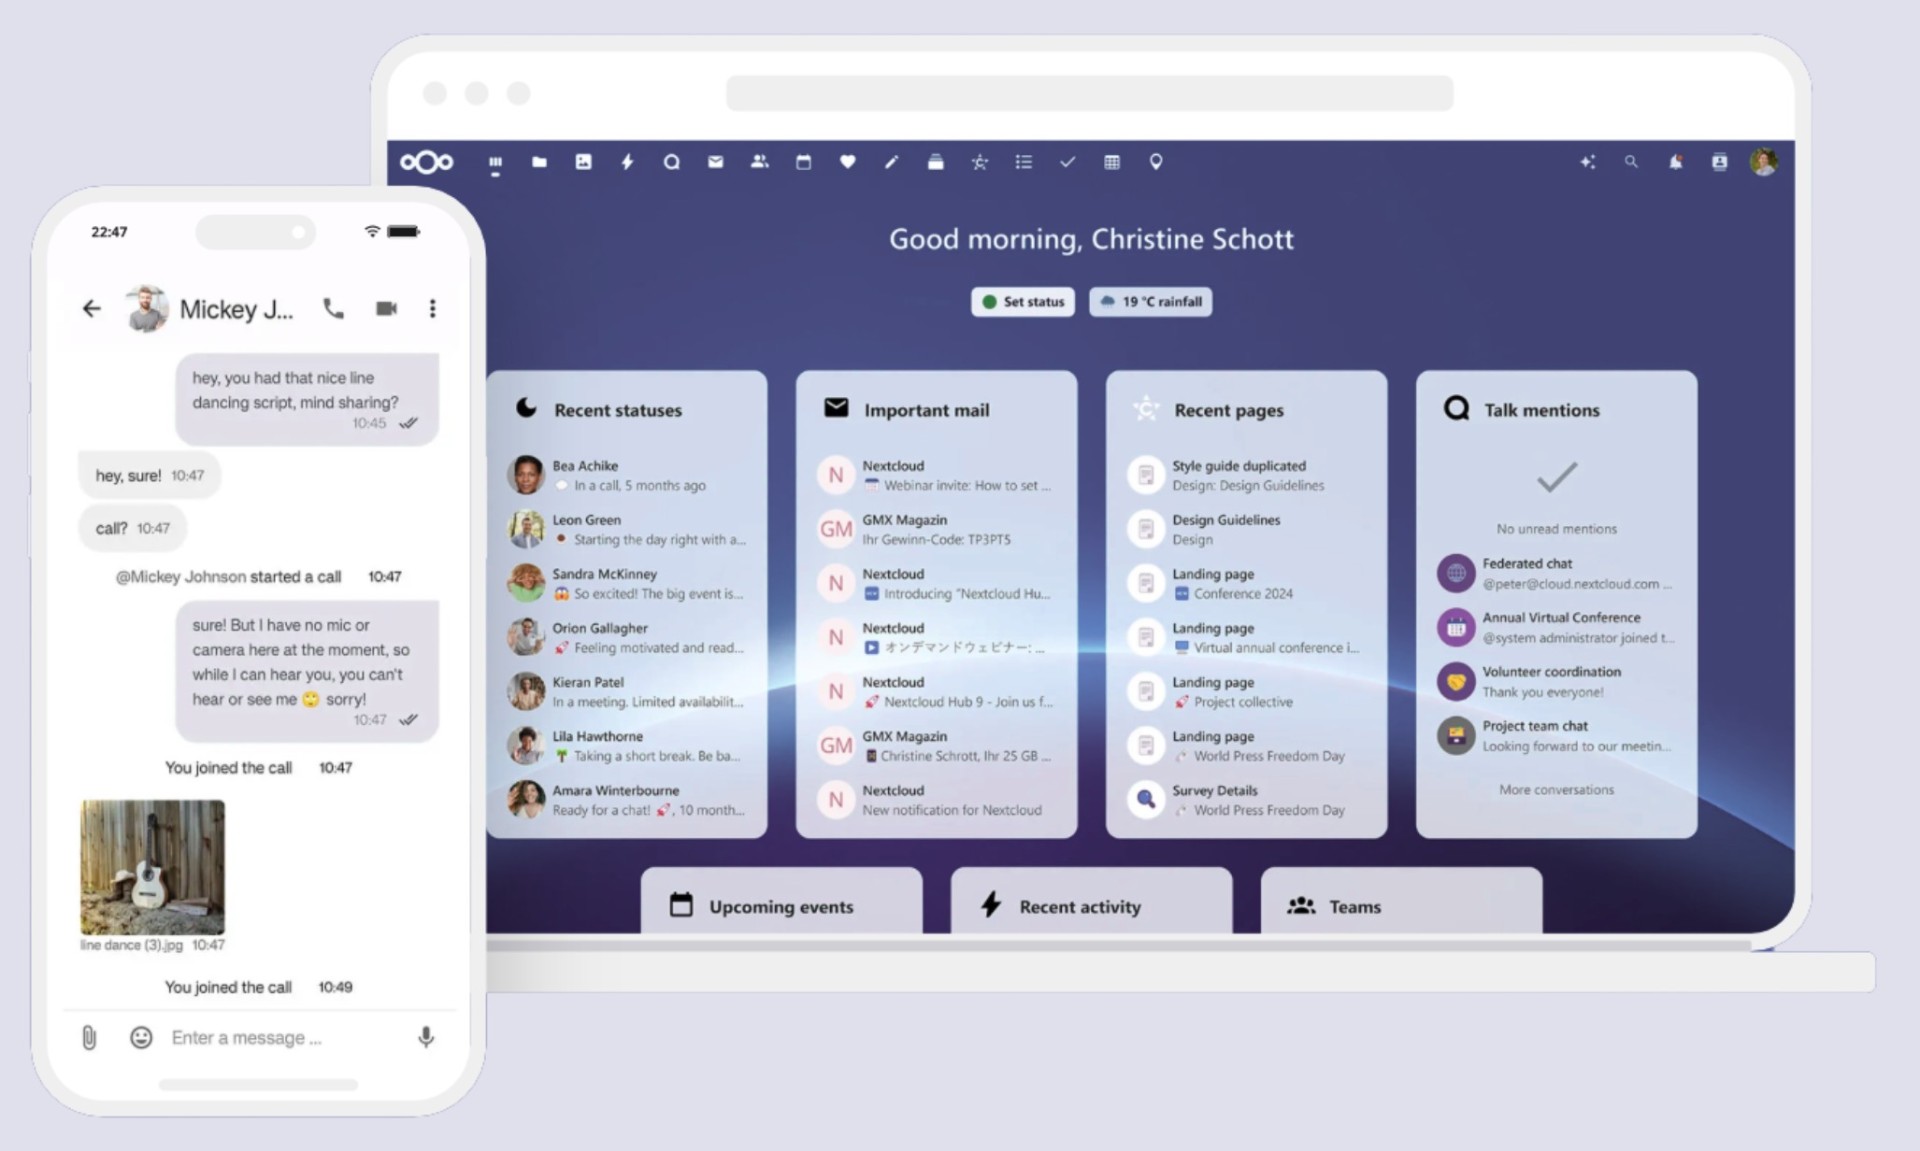 22:47
Mickey J...
hey, you had that nice line
dancing script, mind sharing?
10:45
hey, sure! 10:47
call? 10:47
@Mickey Johnson started a call 10:47
sure! But I have no mic or
camera here at the moment, so
while I can hear you, you can't
hear or see me 🙄 sorry!
10:47
You joined the call 10:47
line dance (3).jpg 10:47
You joined the call 10:49
Enter a message ...
Good morning, Christine Schott
Set status
19 °C rainfall
Recent statuses
Bea Achike
In a call, 5 months ago
Leon Green
Starting the day right with a...
Sandra McKinney
😱 So excited! The big event is...
Orion Gallagher
🚀 Feeling motivated and read...
Kieran Patel
In a meeting. Limited availabilit...
Lila Hawthorne
🌴 Taking a short break. Be ba...
Amara Winterbourne
Ready for a chat! 🚀, 10 month...
Important mail
N
Nextcloud
Webinar invite: How to set ...
GM
GMX Magazin
Ihr Gewinn-Code: TP3PT5
N
Nextcloud
Introducing "Nextcloud Hu...
N
Nextcloud
オンデマンドウェビナー: ...
N
Nextcloud
🚀 Nextcloud Hub 9 - Join us f...
GM
GMX Magazin
Christine Schrott, Ihr 25 GB ...
N
Nextcloud
New notification for Nextcloud
Recent pages
Style guide duplicated
Design: Design Guidelines
Design Guidelines
Design
Landing page
Conference 2024
Landing page
Virtual annual conference i...
Landing page
🚀 Project collective
Landing page
World Press Freedom Day
Survey Details
World Press Freedom Day
Talk mentions
No unread mentions
Federated chat
@peter@cloud.nextcloud.com ...
Annual Virtual Conference
@system administrator joined t...
Volunteer coordination
Thank you everyone!
Project team chat
Looking forward to our meetin...
More conversations
Upcoming events
Recent activity
Teams